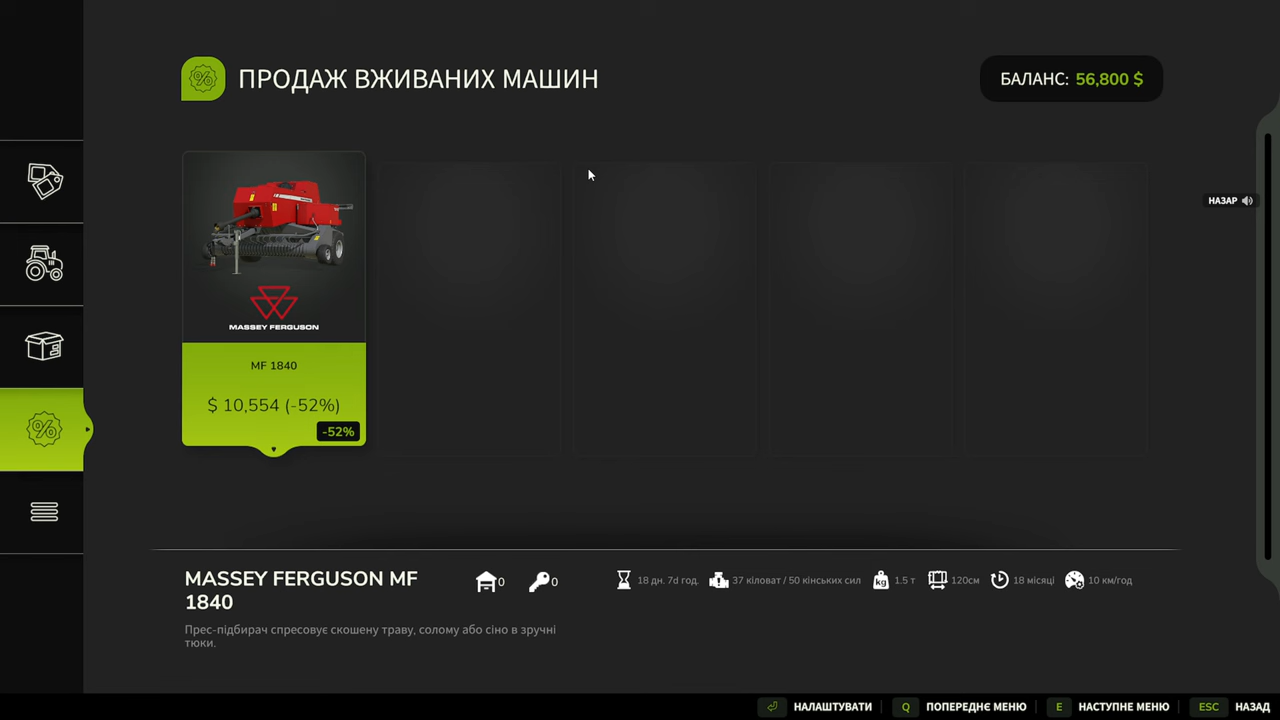 ПРОДАЖ ВЖИВАНИХ МАШИН
БАЛАНС: 56,800 $
НАЗАР
MASSEY FERGUSON
MF 1840
$ 10,554 (-52%)
-52%
MASSEY FERGUSON MF
1840
0
0
18 дн. 7d год.
37 кіловат / 50 кінських сил
1.5 т
120см
18 місяці
10 км/год
Прес-підбирач спресовує скошену траву, солому або сіно в зручні
тюки.
НАЛАШТУВАТИ
Q ПОПЕРЕДНЄ МЕНЮ
E НАСТУПНЕ МЕНЮ
ESC НАЗАД